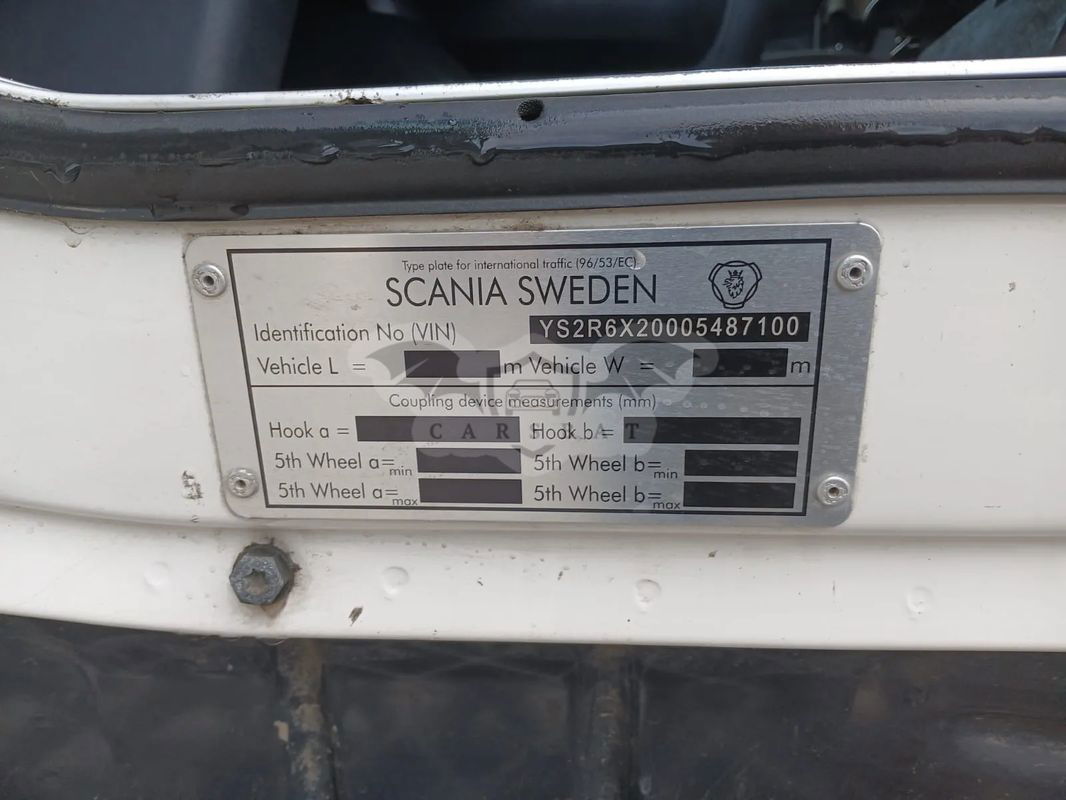 Type plate for international traffic (96/53/EC)
SCANIA SWEDEN
Identification No (VIN) YS2R6X20005487100
Vehicle L = m Vehicle W = m
Coupling device measurements (mm)
Hook a = Hook b =
CARSRAT
5th Wheel a= min 5th Wheel b= min
5th Wheel a= max 5th Wheel b= max